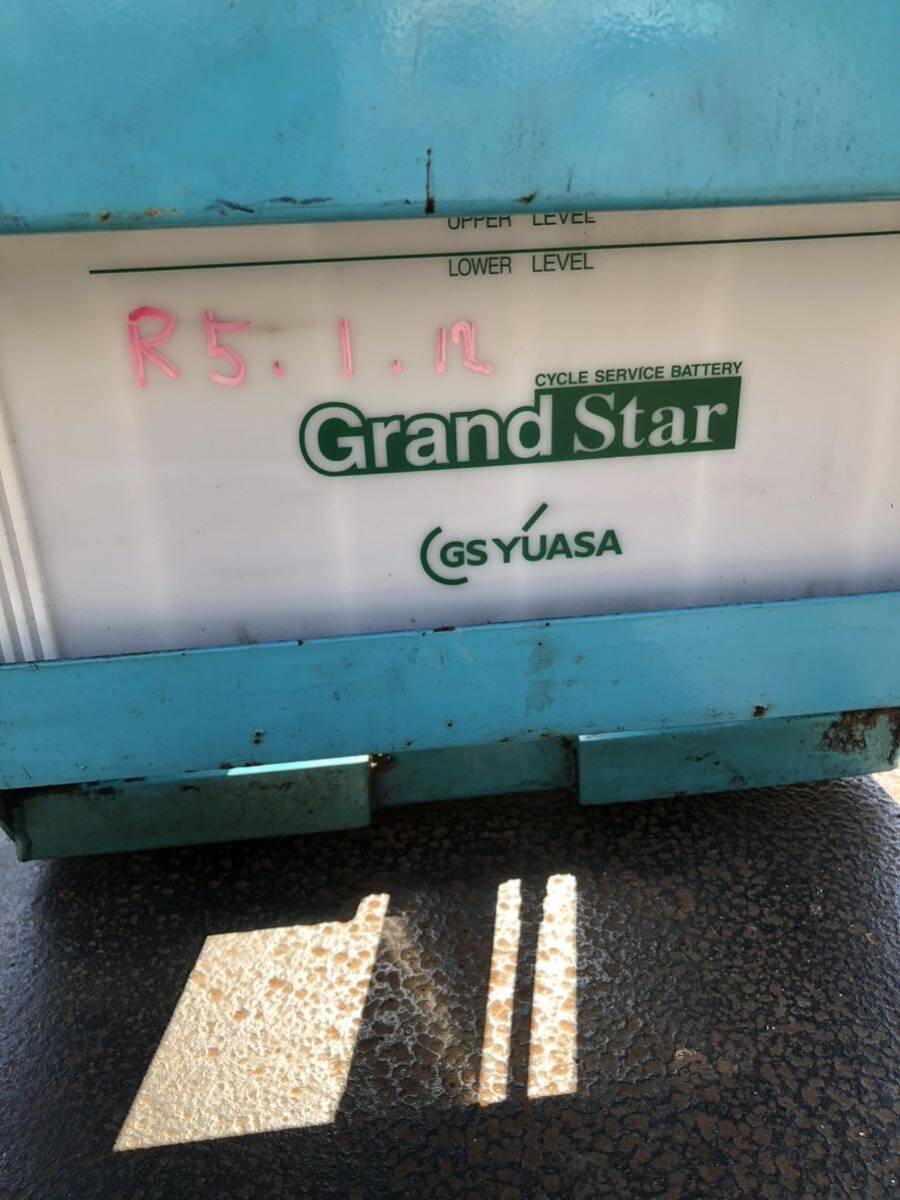 UPPER LEVEL
LOWER LEVEL
R5.1.12
CYCLE SERVICE BATTERY
Grand Star
GS YUASA